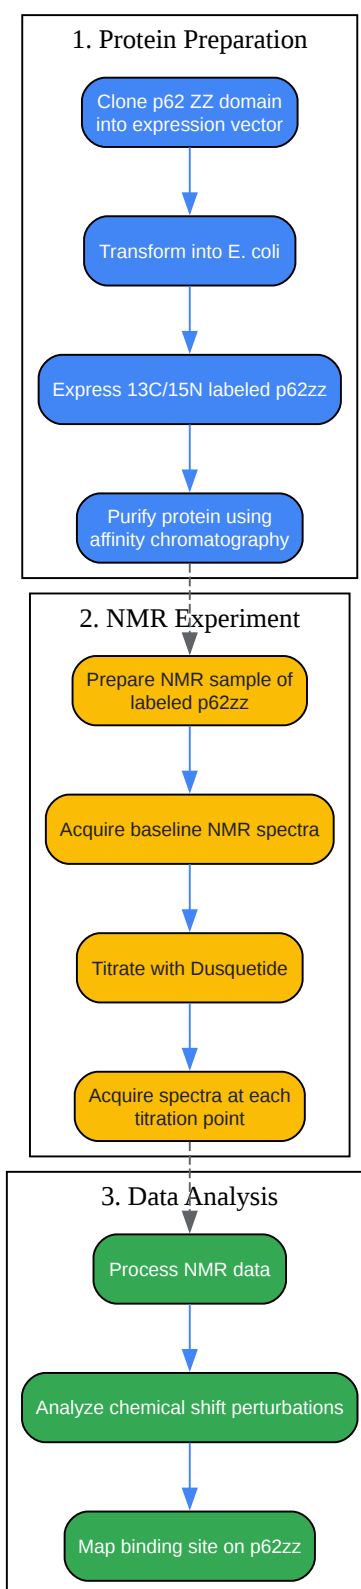 1. Protein Preparation
Clone p62 ZZ domain
into expression vector
Transform into E. coli
Express 13C/15N labeled p62zz
Purify protein using
affinity chromatography
2. NMR Experiment
Prepare NMR sample of
labeled p62zz
Acquire baseline NMR spectra
Titrate with Dusquetide
Acquire spectra at each
titration point
3. Data Analysis
Process NMR data
Analyze chemical shift perturbations
Map binding site on p62zz